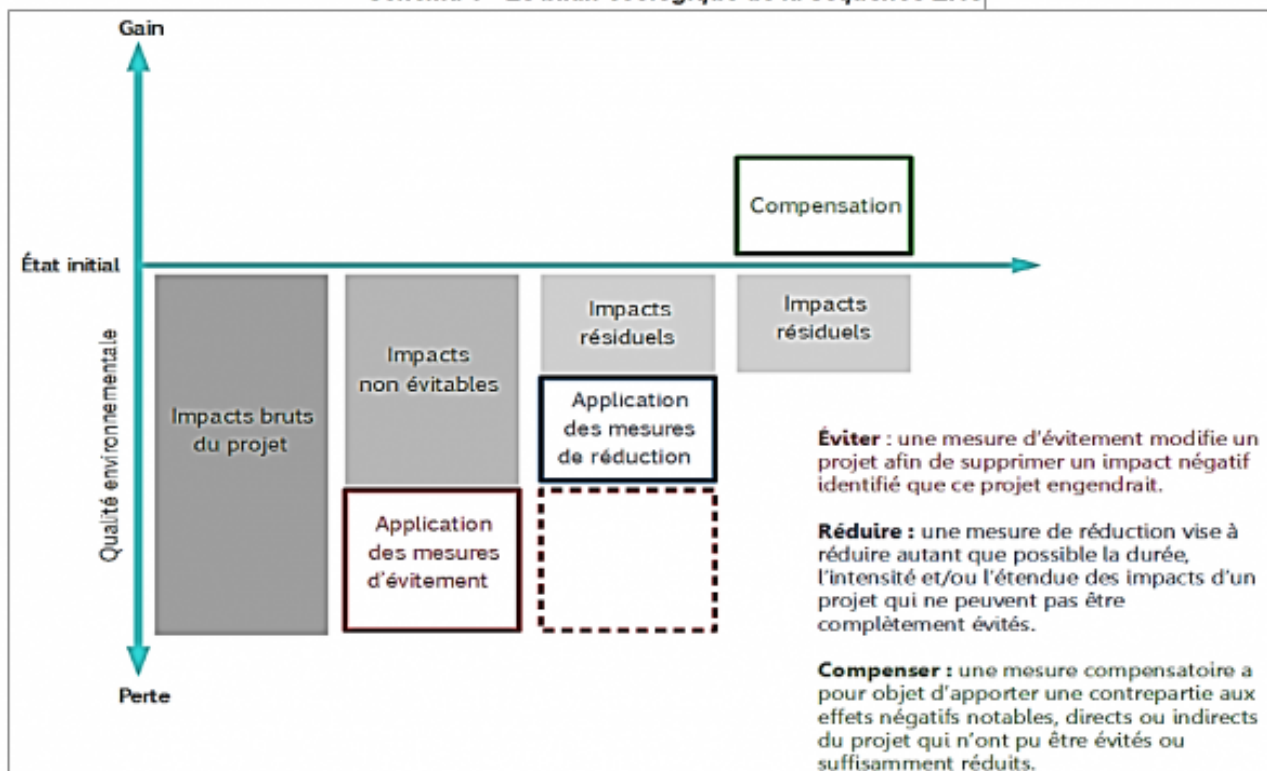 Gain
Compensation
État initial
Impacts
résiduels
Impacts
résiduels
Impacts
non évitables
Impacts bruts
du projet
Application
des mesures
de réduction
Application
des mesures
d'évitement
Qualité environnementale
Perte
Éviter : une mesure d'évitement modifie un
projet afin de supprimer un impact négatif
identifié que ce projet engendrait.
Réduire : une mesure de réduction vise à
réduire autant que possible la durée,
l'intensité et/ou l'étendue des impacts d'un
projet qui ne peuvent pas être
complètement évités.
Compenser : une mesure compensatoire a
pour objet d'apporter une contrepartie aux
effets négatifs notables, directs ou indirects
du projet qui n'ont pu être évités ou
suffisamment réduits.